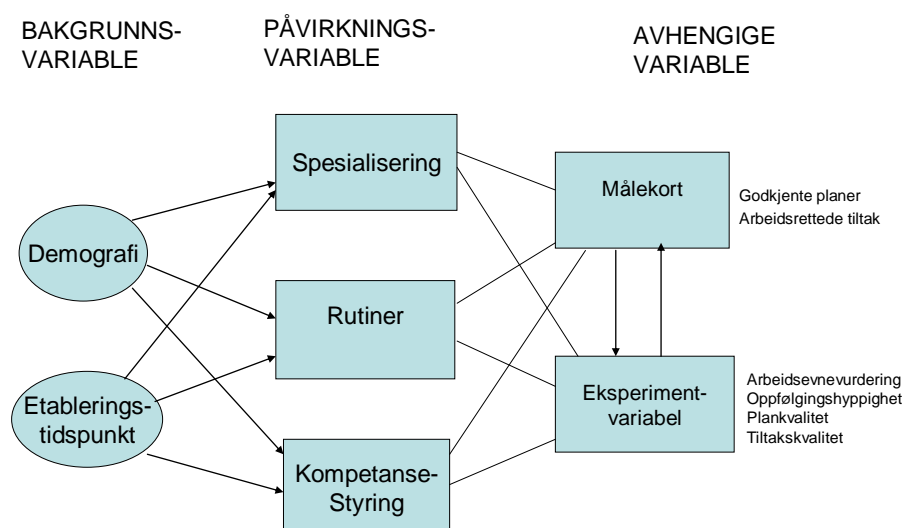 BAKGRUNNS-
VARIABLE
PÅVIRKNINGS-
VARIABLE
AVHENGIGE
VARIABLE
Spesialisering
Målekort
Godkjente planer
Arbeidsrettede tiltak
Demografi
Rutiner
Etablerings-
tidspunkt
Eksperiment-
variabel
Arbeidsevnevurdering
Oppfølgingshyppighet
Plankvalitet
Tiltakskvalitet
Kompetanse-
Styring